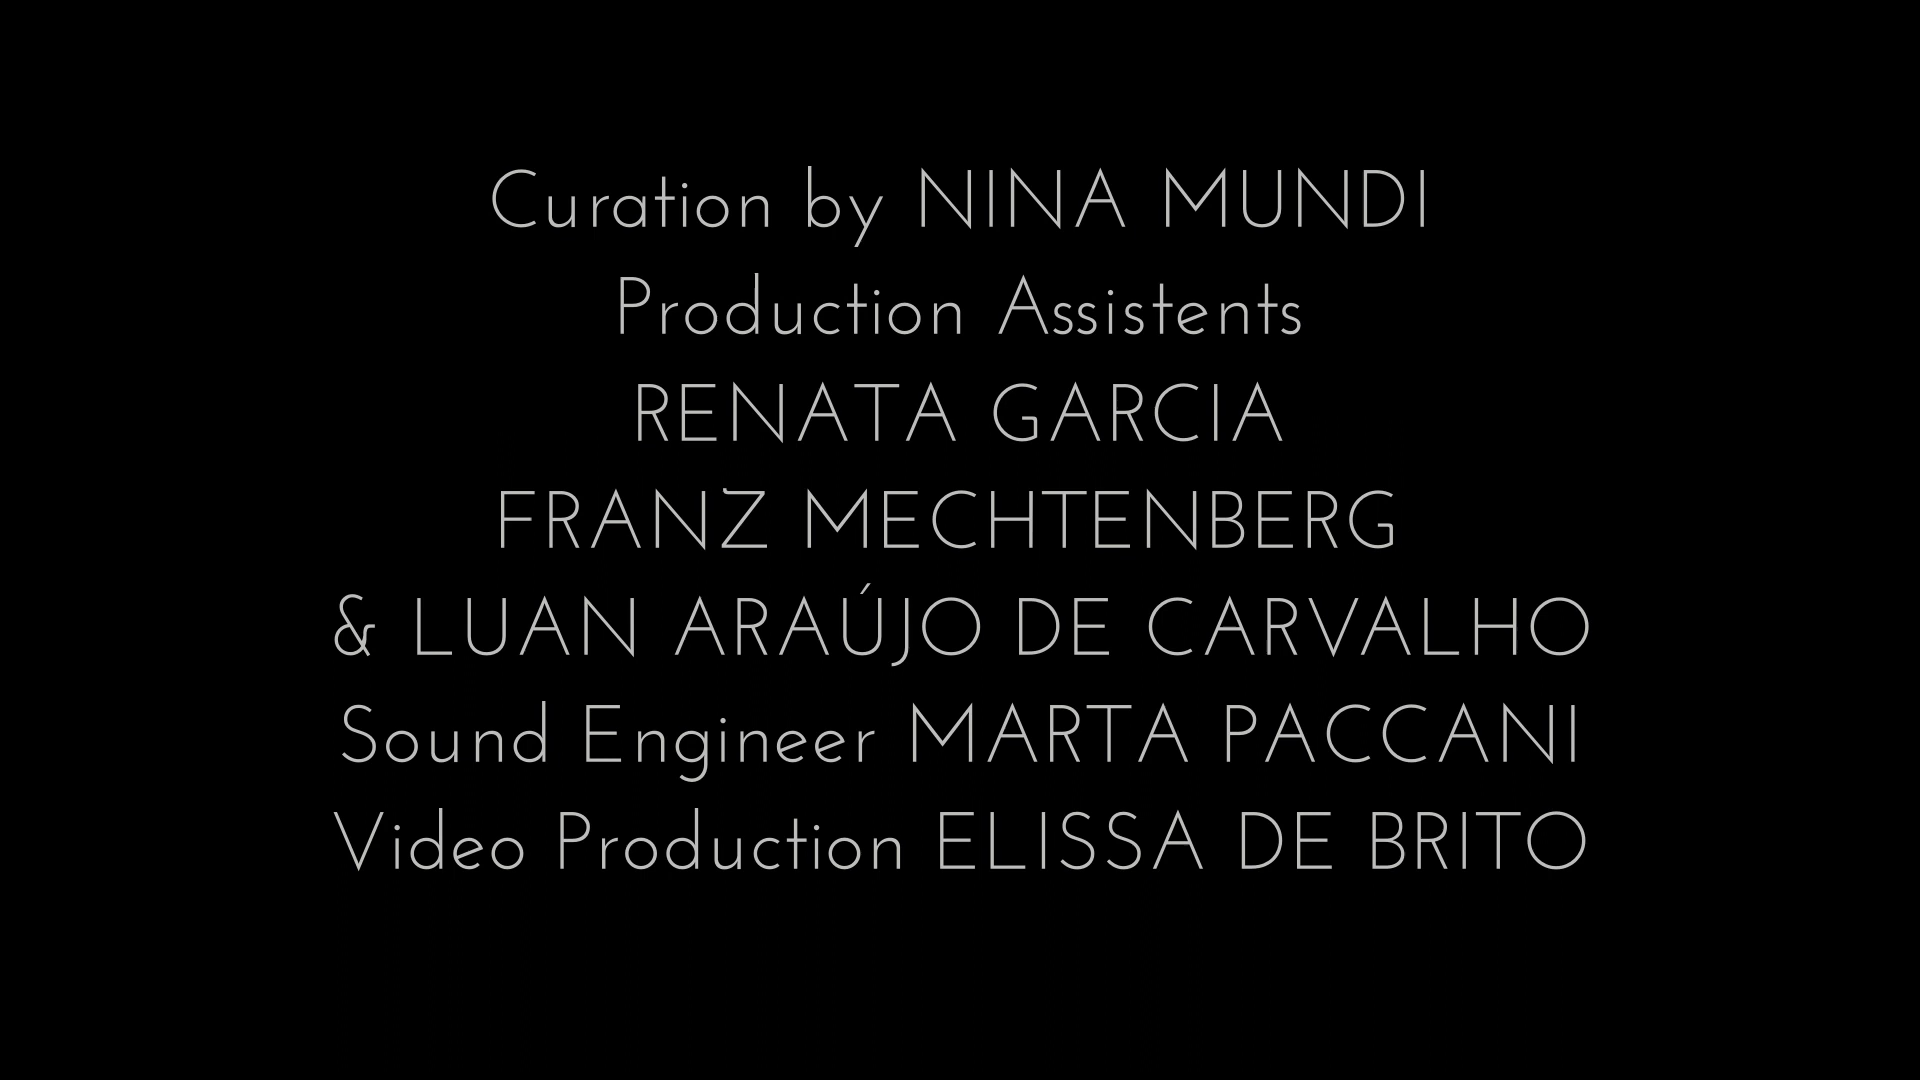 Curation by NINA MUNDI
Production Assistents
RENATA GARCIA
FRANZ MECHTENBERG
& LUAN ARAÚJO DE CARVALHO
Sound Engineer MARTA PACCANI
Video Production ELISSA DE BRITO